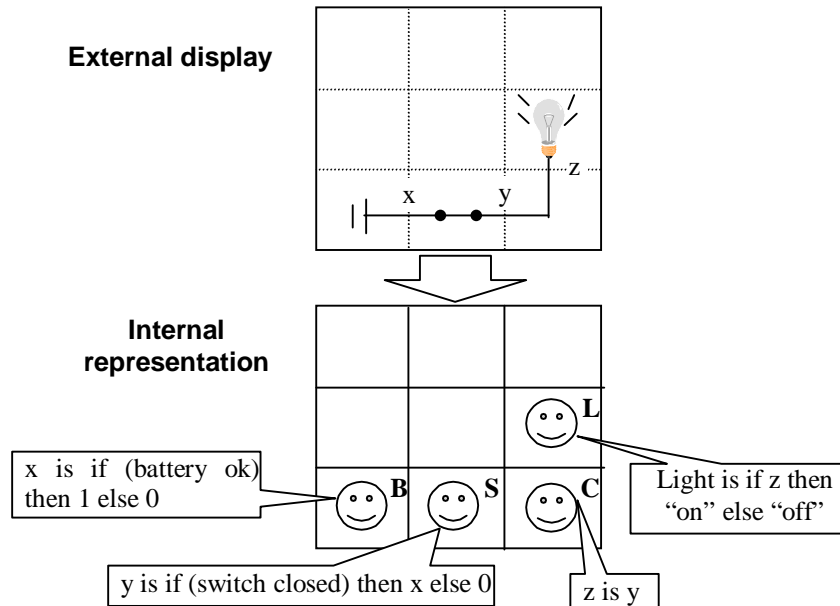 External display
z
x
y
Internal
representation
L
x is if (battery ok)
then 1 else 0
B
S
C
Light is if z then
“on” else “off”
y is if (switch closed) then x else 0
z is y